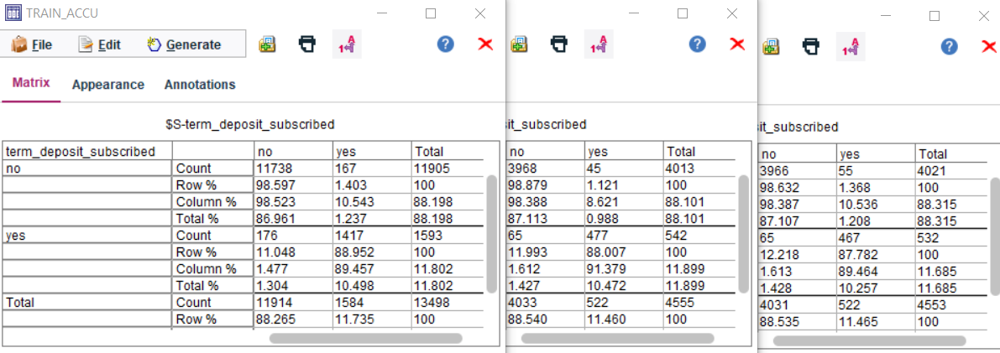 TRAIN_ACCU
File Edit Generate
Matrix Appearance Annotations
$S-term_deposit_subscribed
term_deposit_subscribed no yes Total
no Count 11738 167 11905
Row % 98.597 1.403 100
Column % 98.523 10.543 88.198
Total % 86.961 1.237 88.198
yes Count 176 1417 1593
Row % 11.048 88.952 100
Column % 1.477 89.457 11.802
Total % 1.304 10.498 11.802
Total Count 11914 1584 13498
Row % 88.265 11.735 100
sit_subscribed
no yes Total
3968 45 4013
98.879 1.121 100
98.388 8.621 88.101
87.113 0.988 88.101
65 477 542
11.993 88.007 100
1.612 91.379 11.899
1.427 10.472 11.899
4033 522 4555
88.540 11.460 100
sit_subscribed
no yes Total
3966 55 4021
98.632 1.368 100
98.387 10.536 88.315
87.107 1.208 88.315
65 467 532
12.218 87.782 100
1.613 89.464 11.685
1.428 10.257 11.685
4031 522 4553
88.535 11.465 100